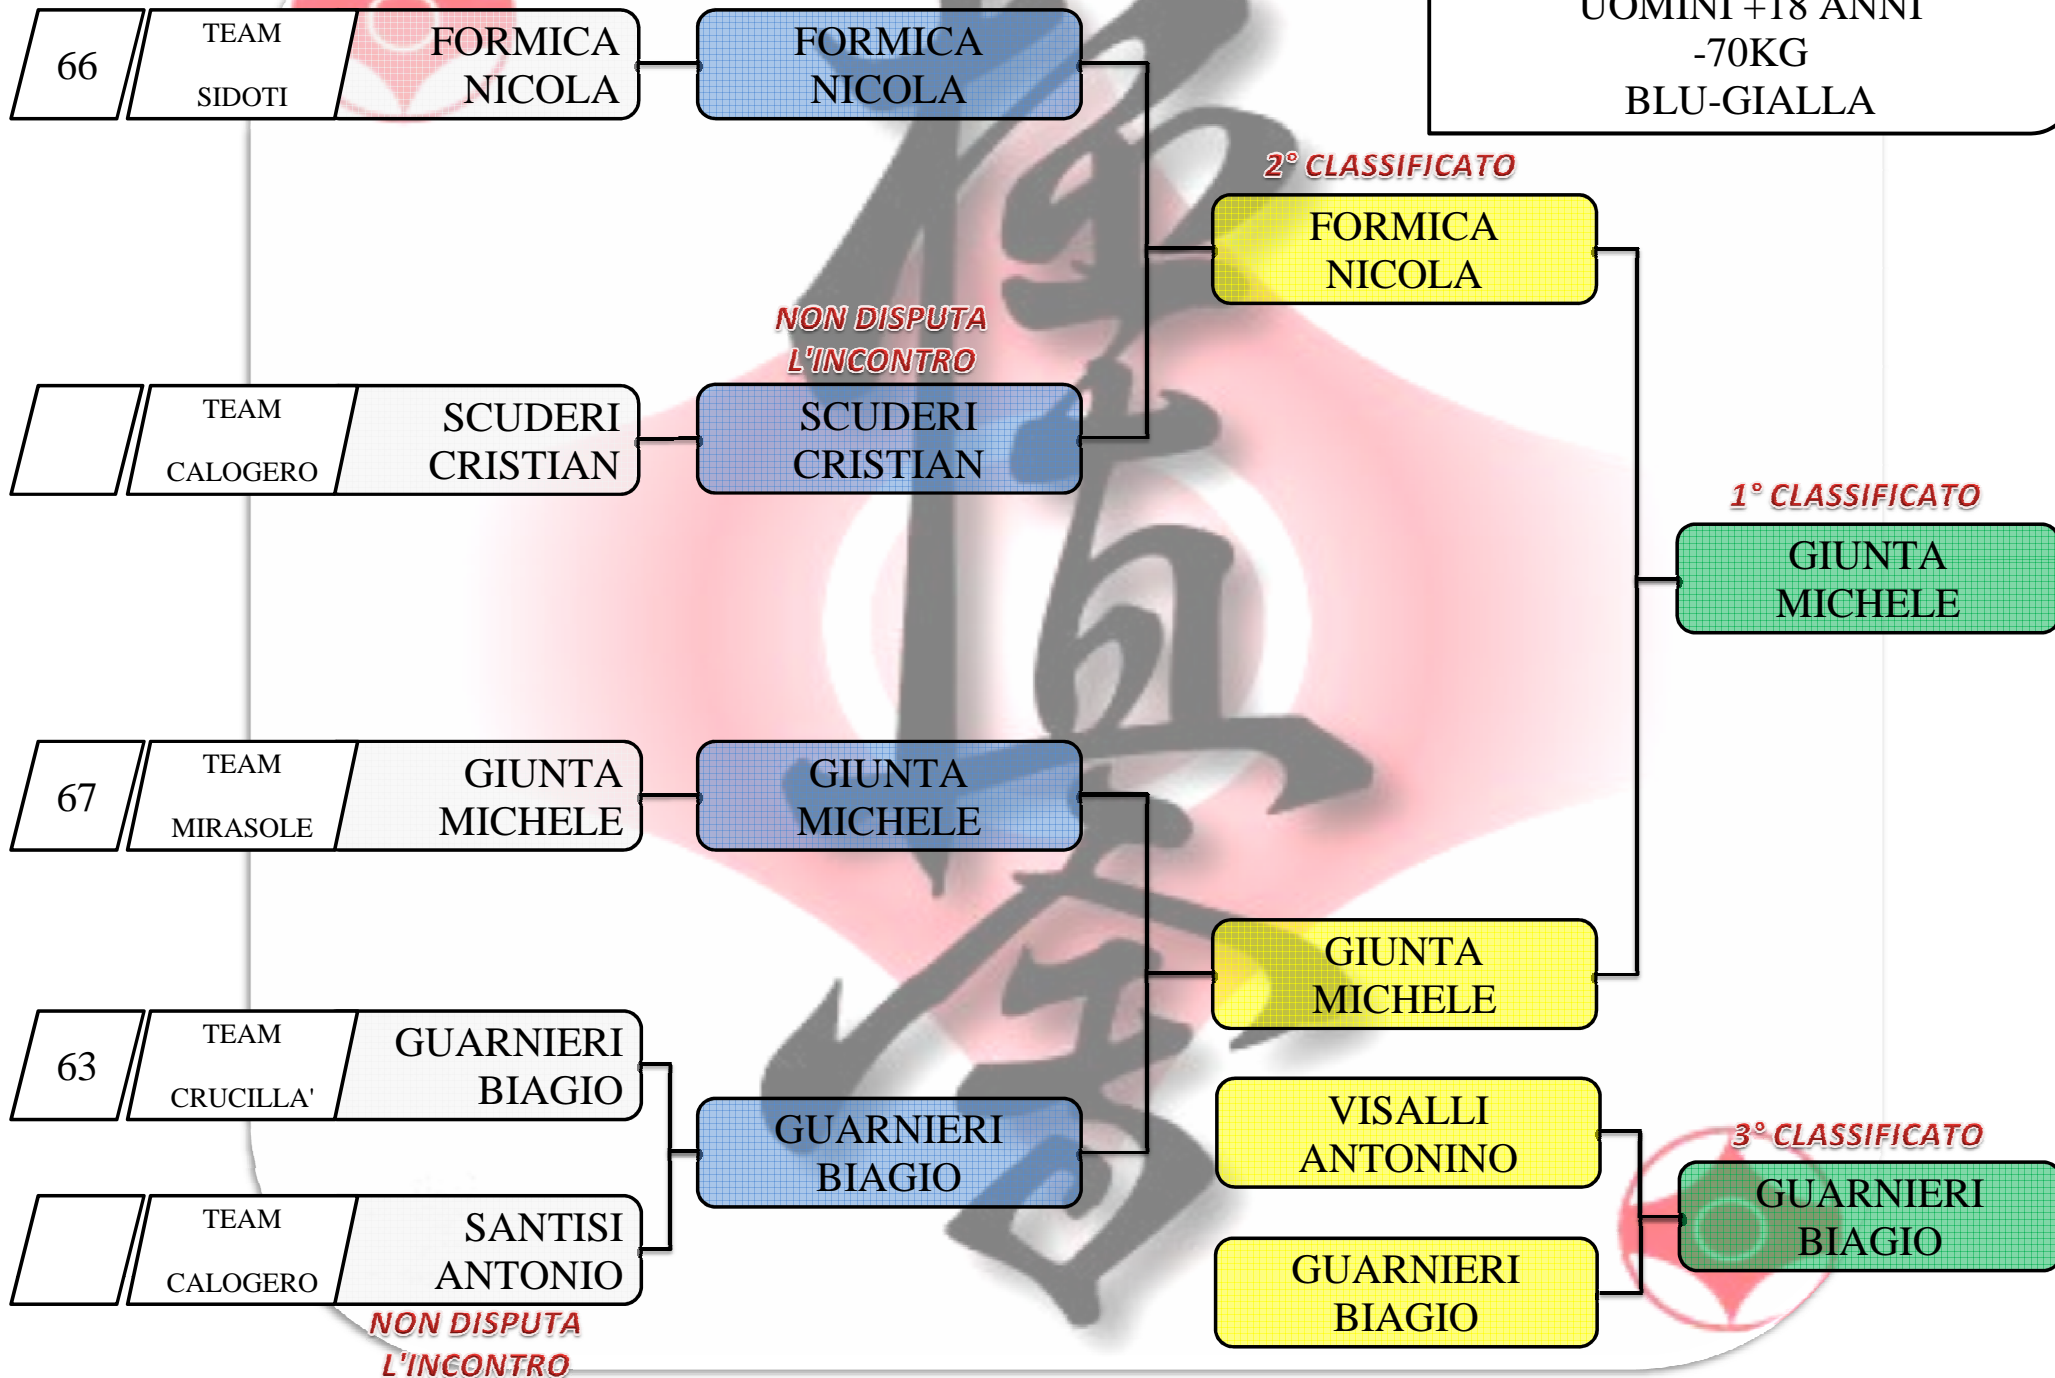 UOMINI +18 ANNI
-70KG
BLU-GIALLA
66
TEAM
SIDOTI
FORMICA
NICOLA
FORMICA
NICOLA
2° CLASSIFICATO
FORMICA
NICOLA
NON DISPUTA
L'INCONTRO
TEAM
CALOGERO
SCUDERI
CRISTIAN
SCUDERI
CRISTIAN
1° CLASSIFICATO
GIUNTA
MICHELE
67
TEAM
MIRASOLE
GIUNTA
MICHELE
GIUNTA
MICHELE
GIUNTA
MICHELE
63
TEAM
CRUCILLA'
GUARNIERI
BIAGIO
GUARNIERI
BIAGIO
VISALLI
ANTONINO
3° CLASSIFICATO
GUARNIERI
BIAGIO
TEAM
CALOGERO
SANTISI
ANTONIO
GUARNIERI
BIAGIO
NON DISPUTA
L'INCONTRO
極真会